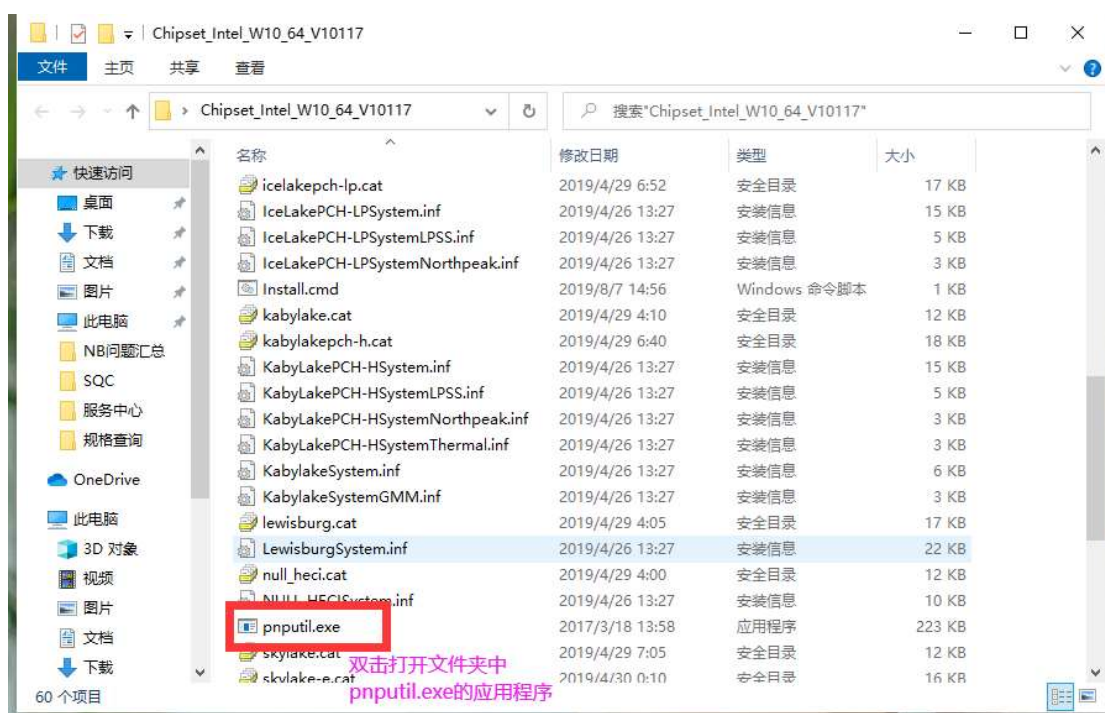 Chipset_Intel_W10_64_V10117
文件 主页 共享 查看
Chipset_Intel_W10_64_V10117 搜索"Chipset_Intel_W10_64_V10117"
名称 修改日期 类型 大小
快速访问
桌面
下载
文档
图片
此电脑
NB问题汇总
SQC
服务中心
规格查询
OneDrive
此电脑
3D 对象
视频
图片
文档
下载
icelakepch-lp.cat 2019/4/29 6:52 安全目录 17 KB
IceLakePCH-LPSystem.inf 2019/4/26 13:27 安装信息 15 KB
IceLakePCH-LPSystemLPSS.inf 2019/4/26 13:27 安装信息 5 KB
IceLakePCH-LPSystemNorthpeak.inf 2019/4/26 13:27 安装信息 3 KB
Install.cmd 2019/8/7 14:56 Windows 命令脚本 1 KB
kabylake.cat 2019/4/29 4:10 安全目录 12 KB
kabylakepch-h.cat 2019/4/29 6:40 安全目录 18 KB
KabyLakePCH-HSystem.inf 2019/4/26 13:27 安装信息 15 KB
KabyLakePCH-HSystemLPSS.inf 2019/4/26 13:27 安装信息 5 KB
KabyLakePCH-HSystemNorthpeak.inf 2019/4/26 13:27 安装信息 3 KB
KabyLakePCH-HSystemThermal.inf 2019/4/26 13:27 安装信息 3 KB
KabylakeSystem.inf 2019/4/26 13:27 安装信息 6 KB
KabylakeSystemGMM.inf 2019/4/26 13:27 安装信息 3 KB
lewisburg.cat 2019/4/29 4:05 安全目录 17 KB
LewisburgSystem.inf 2019/4/26 13:27 安装信息 22 KB
null_heci.cat 2019/4/29 4:00 安全目录 12 KB
NULL_HECISystem.inf 2019/4/26 13:27 安装信息 10 KB
pnputil.exe 2017/3/18 13:58 应用程序 223 KB
skylake.cat 2019/4/29 7:05 安全目录 12 KB
skylake-e.cat 2019/4/30 0:10 安全目录 16 KB
双击打开文件夹中
pnputil.exe的应用程序
60 个项目